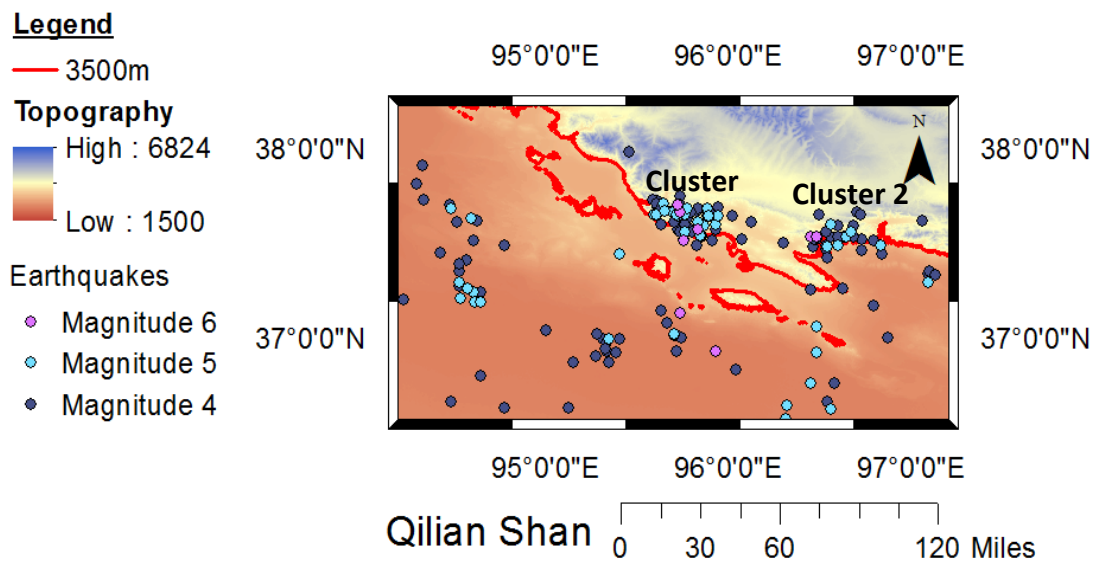 Legend
3500m
Topography
High : 6824
Low : 1500
Earthquakes
Magnitude 6
Magnitude 5
Magnitude 4
95°0'0"E 96°0'0"E 97°0'0"E
38°0'0"N 38°0'0"N
N
Cluster
Cluster 2
37°0'0"N 37°0'0"N
95°0'0"E 96°0'0"E 97°0'0"E
Qilian Shan
0 30 60 120 Miles